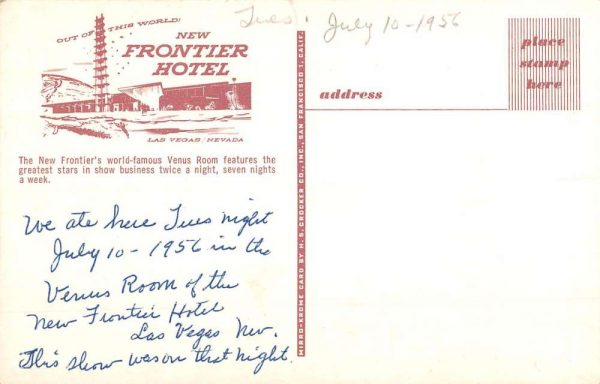 Tues. July 10-1956
OUT OF THIS WORLD!
NEW
FRONTIER
HOTEL
LAS VEGAS, NEVADA
The New Frontier's world-famous Venus Room features the
greatest stars in show business twice a night, seven nights
a week.
We ate here Tues night
July 10-1956 in the
Venus Room of the
New Frontier Hotel
Las Vegas Nev.
This show was on that night.
MIRRO-KROME CARD BY H. S. CROCKER CO., INC., SAN FRANCISCO 1, CALIF.
address
place
stamp
here